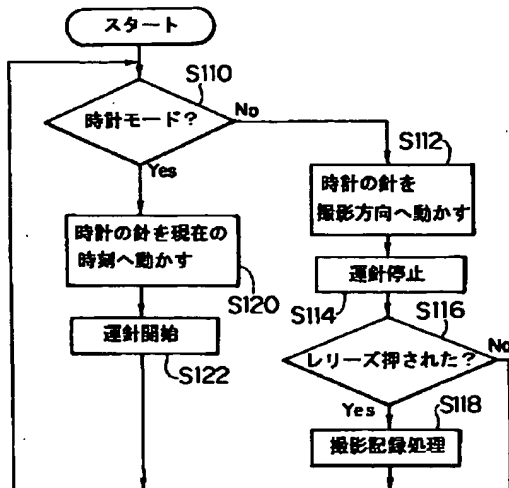 スタート
S110
時計モード?
No
Yes
S112
時計の針を
撮影方向へ動かす
時計の針を現在の
時刻へ動かす
S120
運針停止
S114
S116
運針開始
S122
レリーズ押された?
No
Yes
S118
撮影記録処理